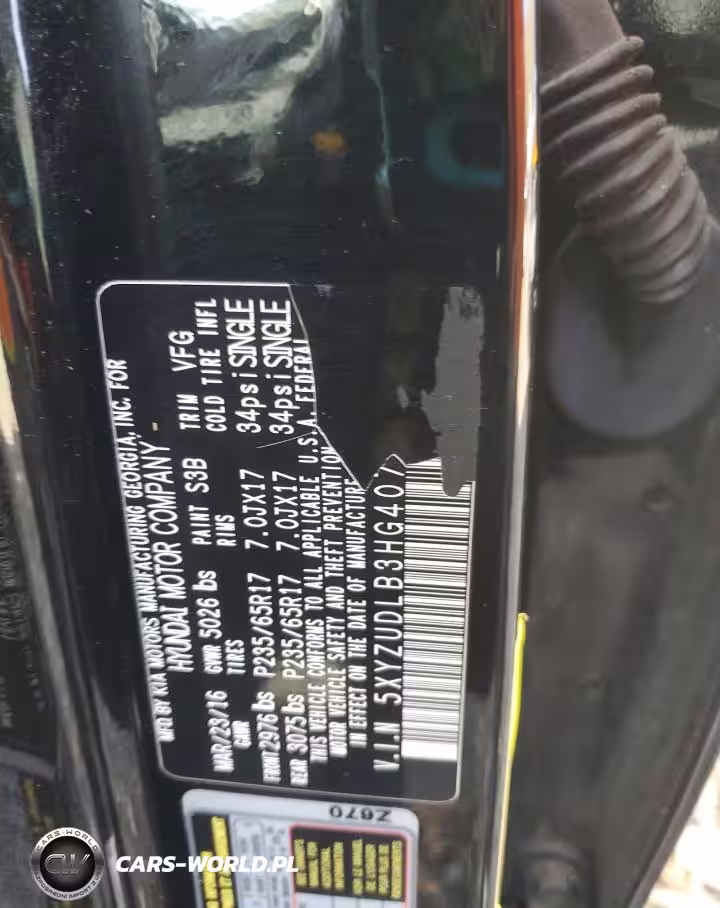 MFD BY KIA MOTORS MANUFACTURING GEORGIA, INC. FOR
HYUNDAI MOTOR COMPANY
MAR/23/16 GVWR 5026 lbs PAINT S3B TRIM VFG
GAWR TIRES RIMS COLD TIRE INFL
FRONT 2976 lbs P235/65R17 7.0JX17 34psi SINGLE
REAR 3075 lbs P235/65R17 7.0JX17 34psi SINGLE
THIS VEHICLE CONFORMS TO ALL APPLICABLE U.S.A. FEDERAL
MOTOR VEHICLE SAFETY AND THEFT PREVENTION
IN EFFECT ON THE DATE OF MANUFACTURE
V.I.N 5XYZUDLB3HG407
Z670
CARS-WORLD
CW
CARS-WORLD.PL